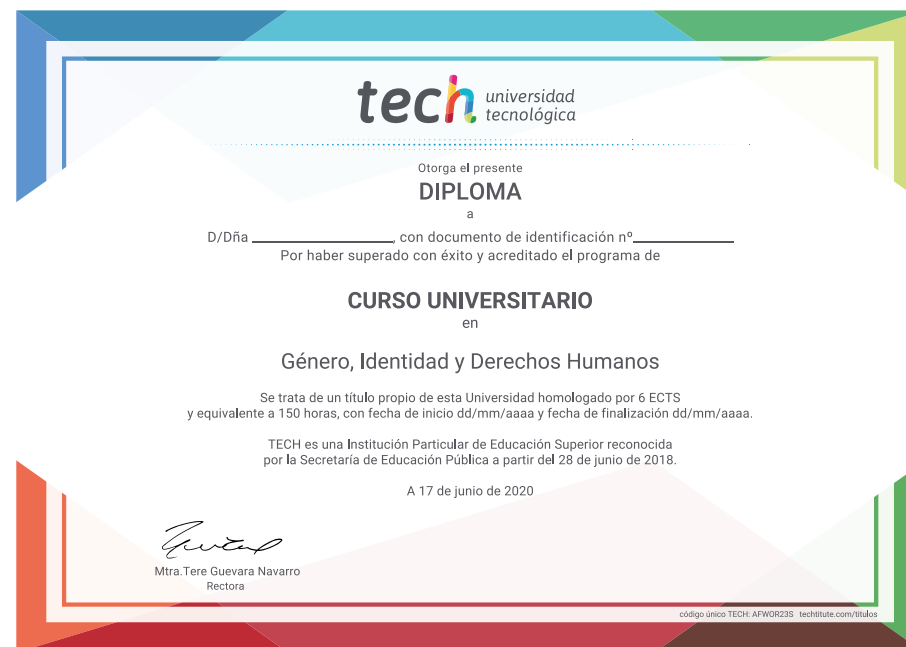 tech universidad
tecnológica
Otorga el presente
DIPLOMA
a
D/Dña ____________________, con documento de identificación nº______________
Por haber superado con éxito y acreditado el programa de
CURSO UNIVERSITARIO
en
Género, Identidad y Derechos Humanos
Se trata de un título propio de esta Universidad homologado por 6 ECTS
y equivalente a 150 horas, con fecha de inicio dd/mm/aaaa y fecha de finalización dd/mm/aaaa.
TECH es una Institución Particular de Educación Superior reconocida
por la Secretaría de Educación Pública a partir del 28 de junio de 2018.
A 17 de junio de 2020
Mtra.Tere Guevara Navarro
Rectora
código único TECH: AFWOR23S techtitute.com/titulos